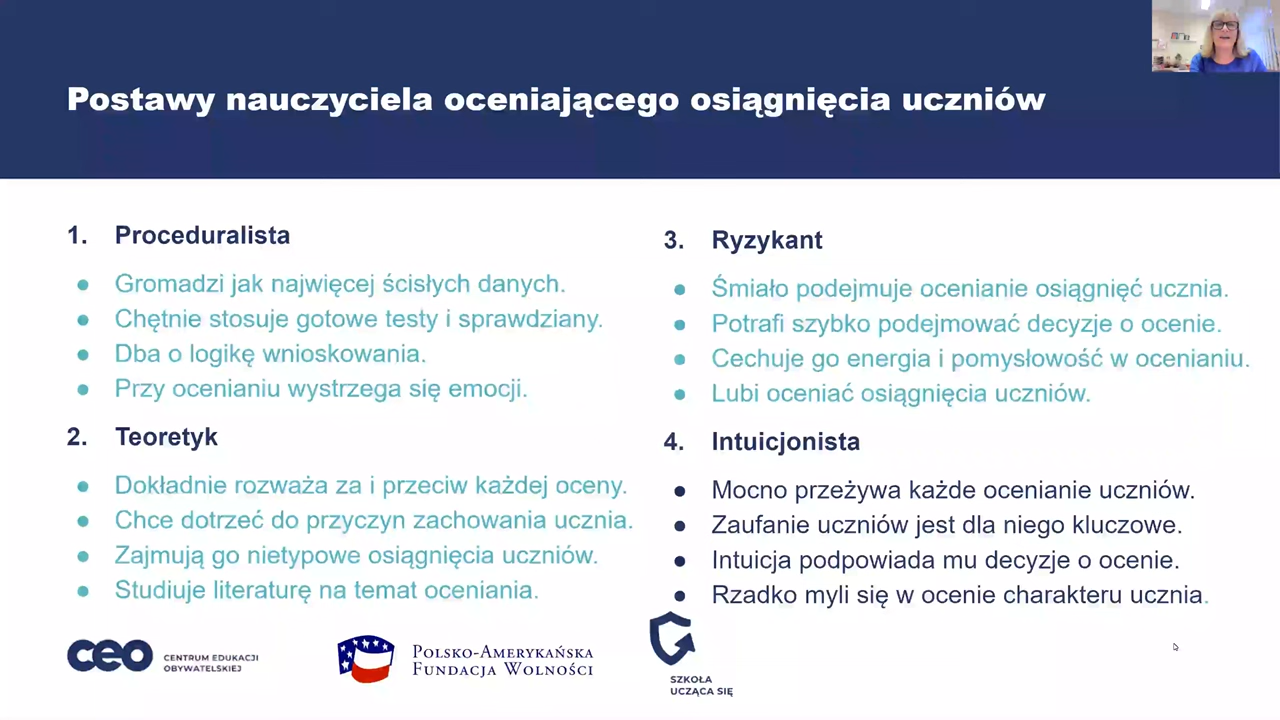 Postawy nauczyciela oceniającego osiągnięcia uczniów
1. Proceduralista
● Gromadzi jak najwięcej ścisłych danych.
● Chętnie stosuje gotowe testy i sprawdziany.
● Dba o logikę wnioskowania.
● Przy ocenianiu wystrzega się emocji.
2. Teoretyk
● Dokładnie rozważa za i przeciw każdej oceny.
● Chce dotrzeć do przyczyn zachowania ucznia.
● Zajmują go nietypowe osiągnięcia uczniów.
● Studiuje literaturę na temat oceniania.
3. Ryzykant
● Śmiało podejmuje ocenianie osiągnięć ucznia.
● Potrafi szybko podejmować decyzje o ocenie.
● Cechuje go energia i pomysłowość w ocenianiu.
● Lubi oceniać osiągnięcia uczniów.
4. Intuicjonista
● Mocno przeżywa każde ocenianie uczniów.
● Zaufanie uczniów jest dla niego kluczowe.
● Intuicja podpowiada mu decyzje o ocenie.
● Rzadko myli się w ocenie charakteru ucznia.
CEO
CENTRUM EDUKACJI
OBYWATELSKIEJ
POLSKO-AMERYKAŃSKA
FUNDACJA WOLNOŚCI
SZKOŁA
UCZĄCA SIĘ